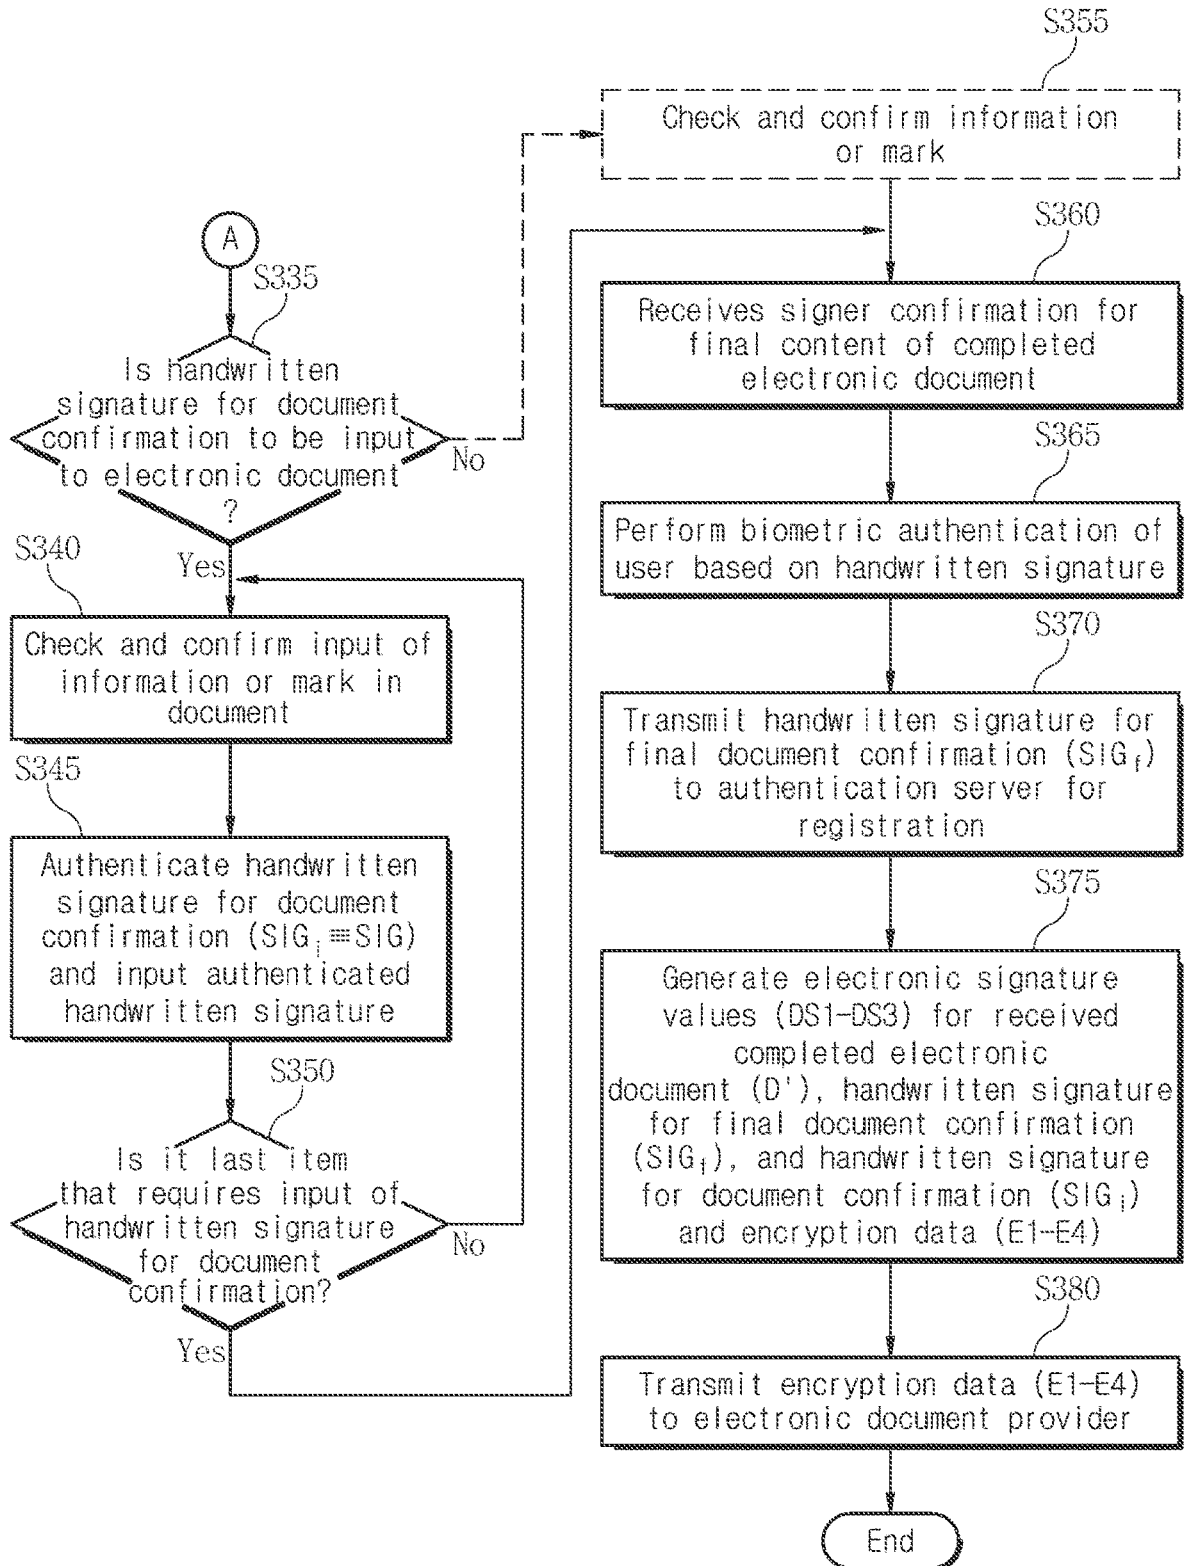 A
S335
Is handwritten
signature for document
confirmation to be input
to electronic document
?
No
Yes
S340
Check and confirm input of
information or mark in
document
S345
Authenticate handwritten
signature for document
confirmation (SIGᵢ≡SIG)
and input authenticated
handwritten signature
S350
Is it last item
that requires input of
handwritten signature
for document
confirmation?
No
Yes
S355
Check and confirm information
or mark
S360
Receives signer confirmation for
final content of completed
electronic document
S365
Perform biometric authentication of
user based on handwritten signature
S370
Transmit handwritten signature for
final document confirmation (SIG_f)
to authentication server for
registration
S375
Generate electronic signature
values (DS1-DS3) for received
completed electronic
document (D'), handwritten signature
for final document confirmation
(SIG_f), and handwritten signature
for document confirmation (SIGᵢ)
and encryption data (E1-E4)
S380
Transmit encryption data (E1-E4)
to electronic document provider
End